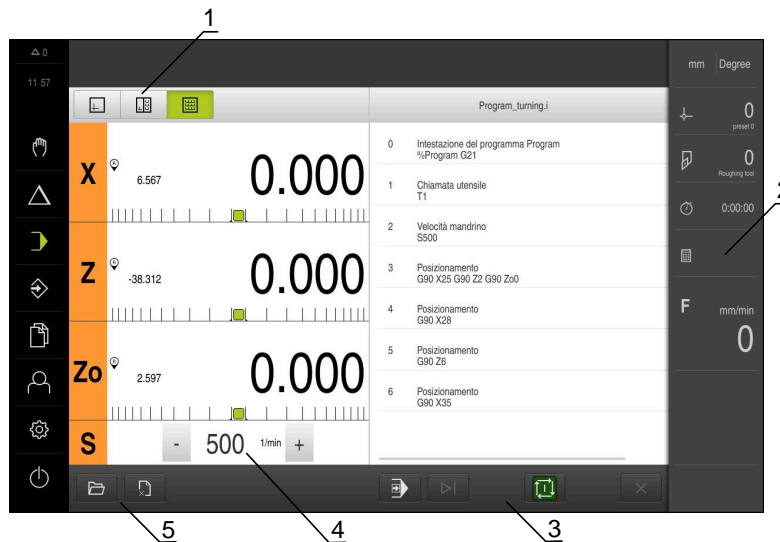 1
△ 0
11 57
mm Degree
Program_turning.i
X R 6.567 0.000
Z R -38.312 0.000
Zo R 2.597 0.000
S - 500 1/min +
0 Intestazione del programma Program
%Program G21
1 Chiamata utensile
T1
2 Velocità mandrino
S500
3 Posizionamento
G90 X25 G90 Z2 G90 Zo0
4 Posizionamento
G90 X28
5 Posizionamento
G90 Z6
6 Posizionamento
G90 X35
0
preset 0
0
Roughing tool
0:00:00
2
F mm/min
0
5
4
3